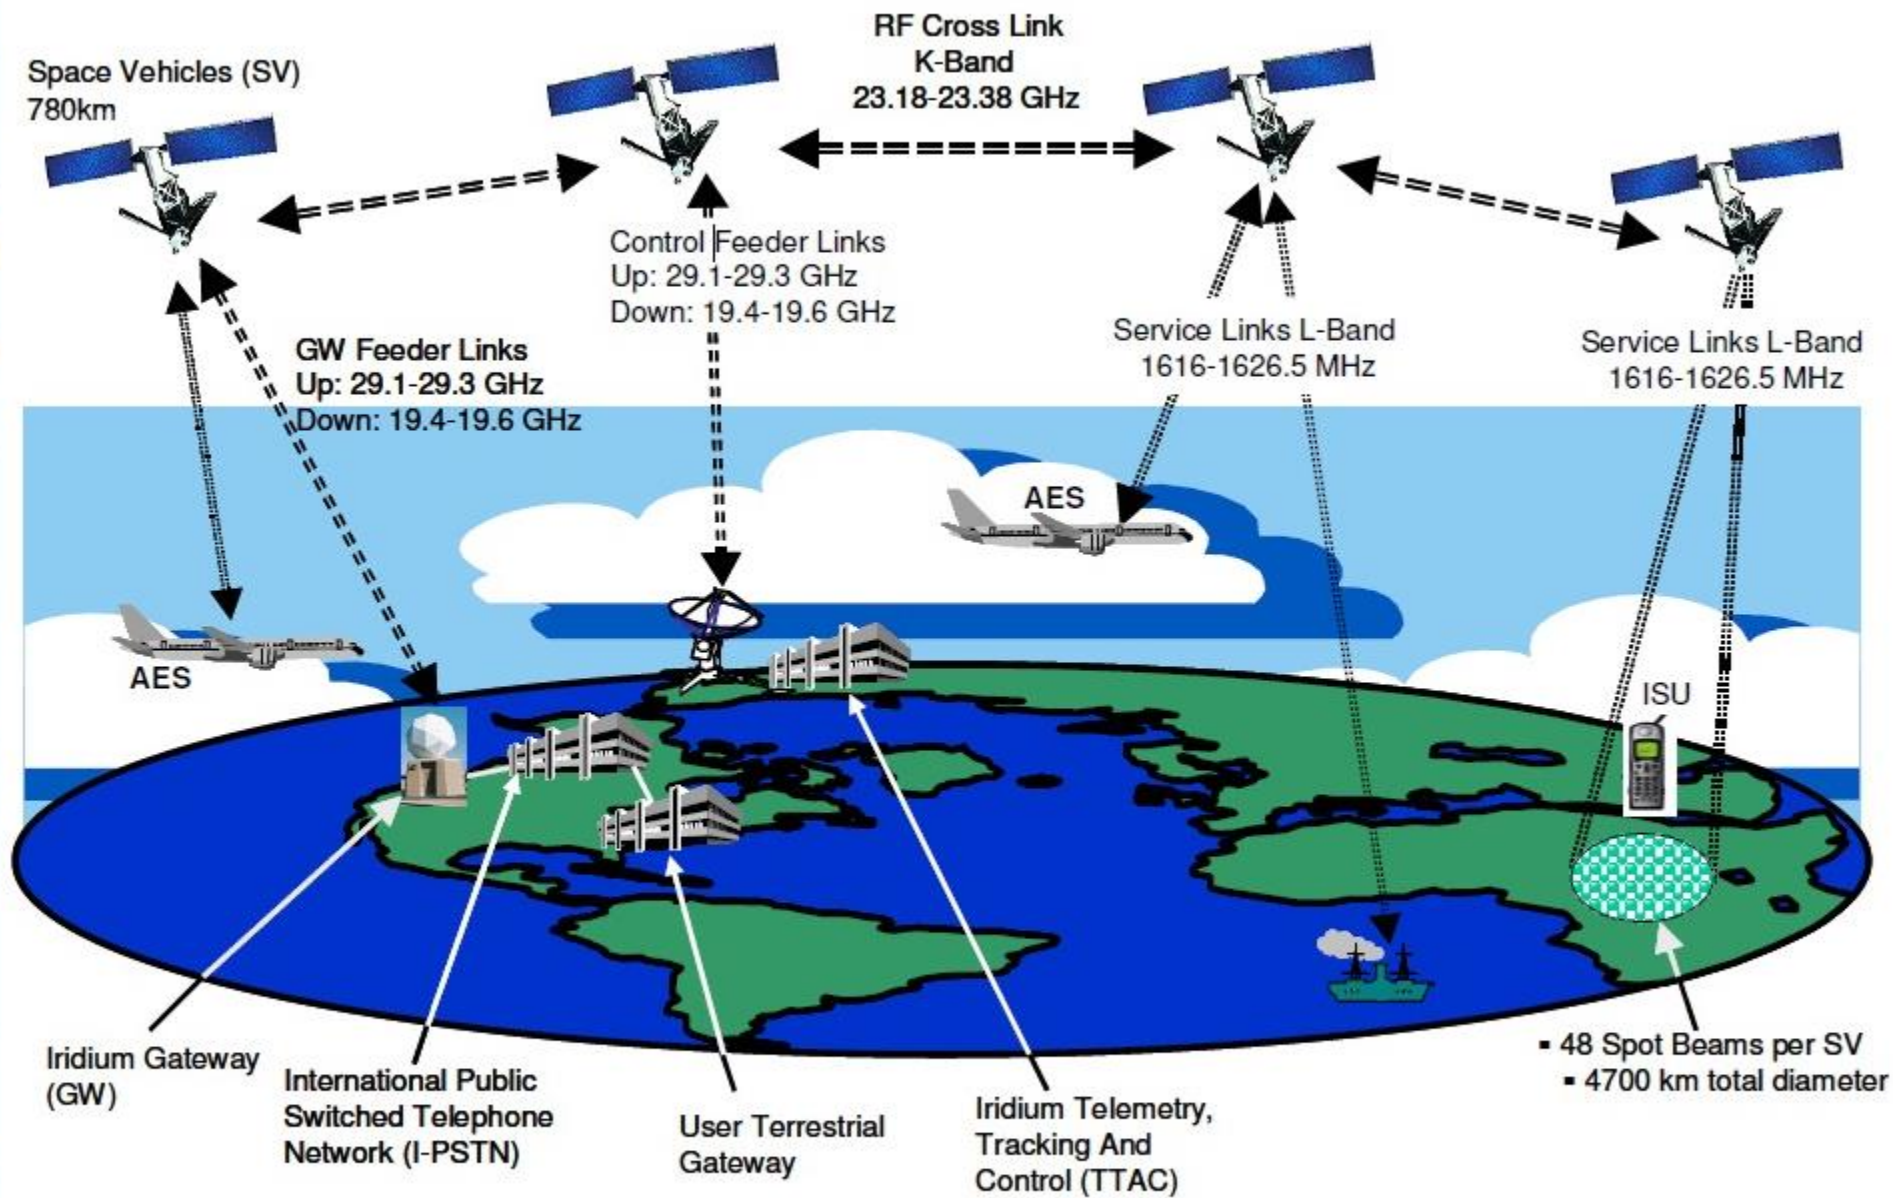 RF Cross Link
K-Band
23.18-23.38 GHz
Space Vehicles (SV)
780km
Control Feeder Links
Up: 29.1-29.3 GHz
Down: 19.4-19.6 GHz
GW Feeder Links
Up: 29.1-29.3 GHz
Down: 19.4-19.6 GHz
Service Links L-Band
1616-1626.5 MHz
Service Links L-Band
1616-1626.5 MHz
AES
AES
ISU
Iridium Gateway
(GW)
International Public
Switched Telephone
Network (I-PSTN)
User Terrestrial
Gateway
Iridium Telemetry,
Tracking And
Control (TTAC)
▪ 48 Spot Beams per SV
▪ 4700 km total diameter